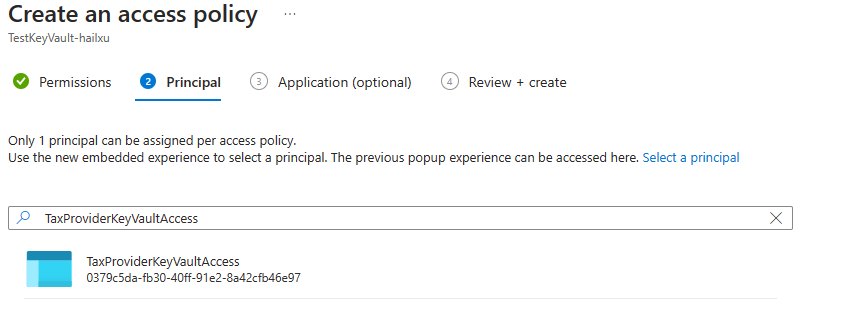 Create an access policy ...
TestKeyVault-hailxu
Permissions 2 Principal 3 Application (optional) 4 Review + create
Only 1 principal can be assigned per access policy.
Use the new embedded experience to select a principal. The previous popup experience can be accessed here. Select a principal
TaxProviderKeyVaultAccess
TaxProviderKeyVaultAccess
0379c5da-fb30-40ff-91e2-8a42cfb46e97